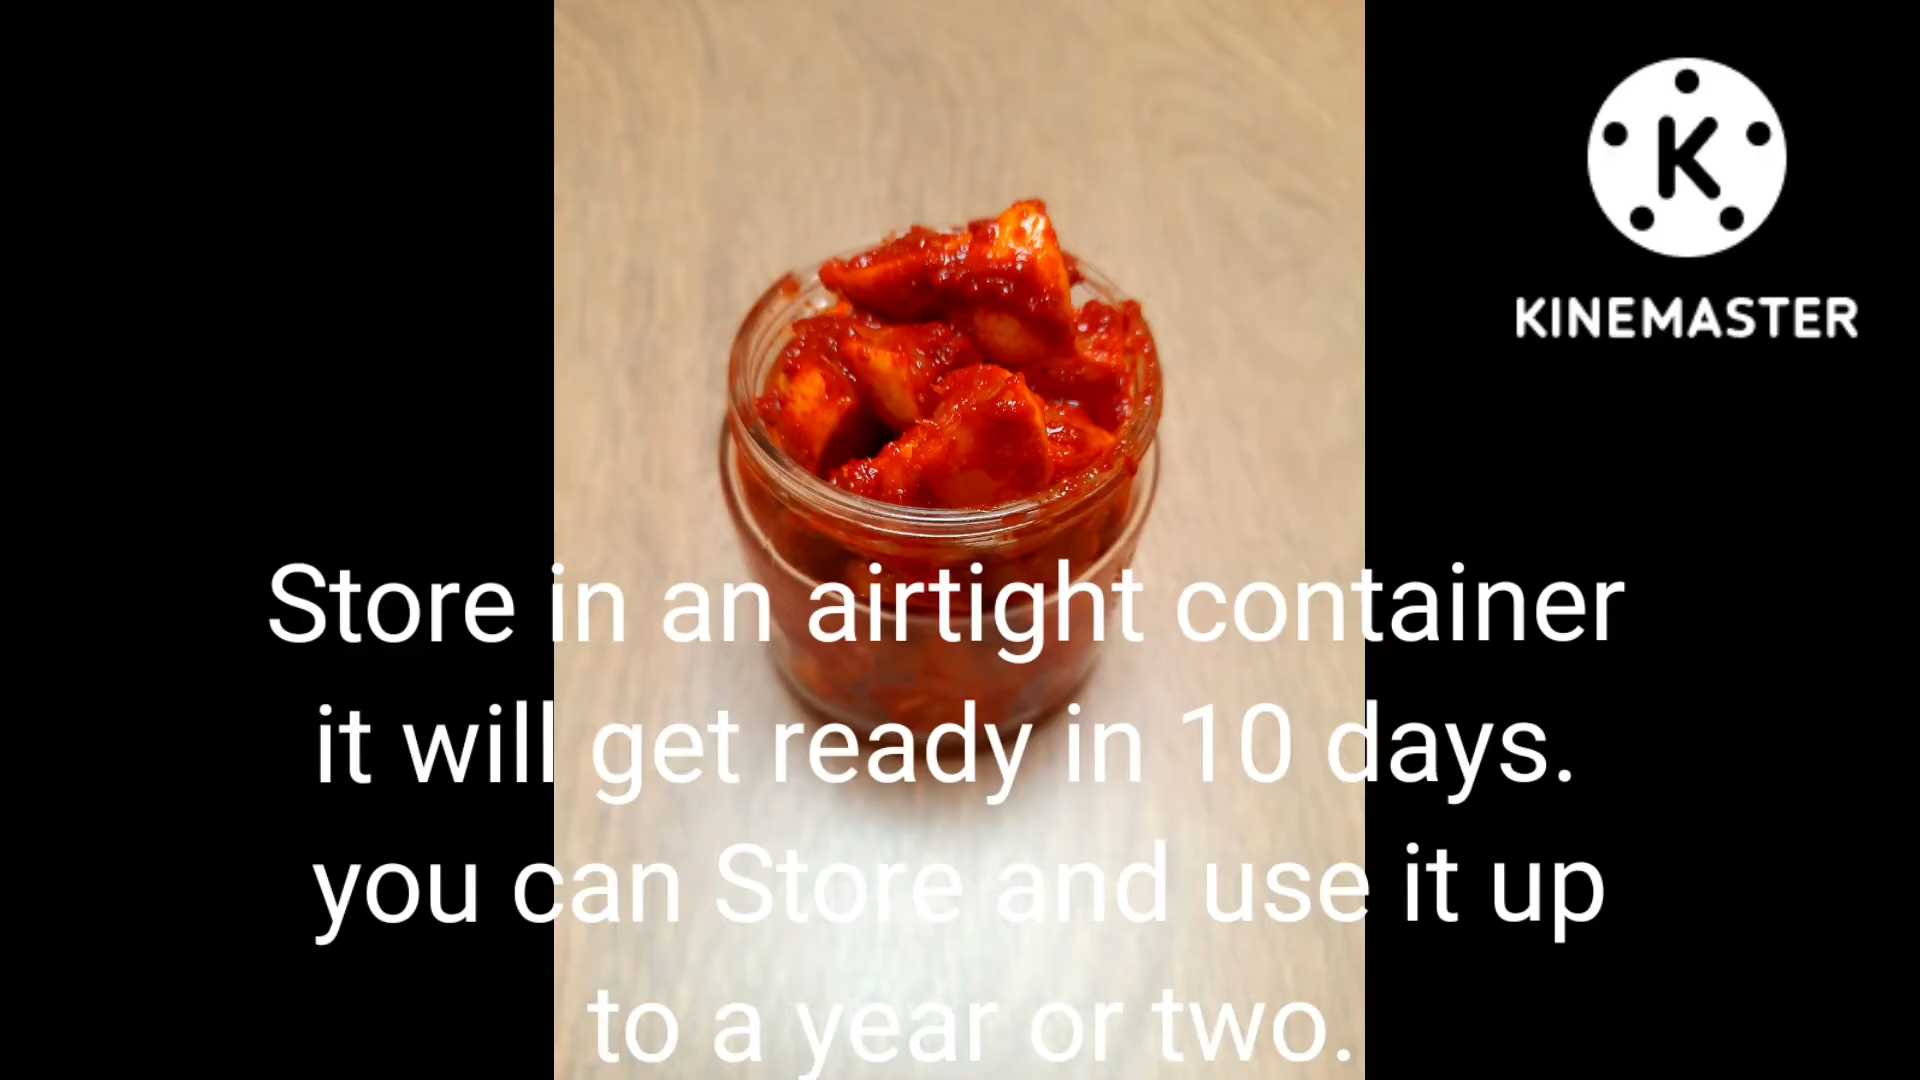 K
KINEMASTER
Store in an airtight container
it will get ready in 10 days.
you can Store and use it up
to a year or two.